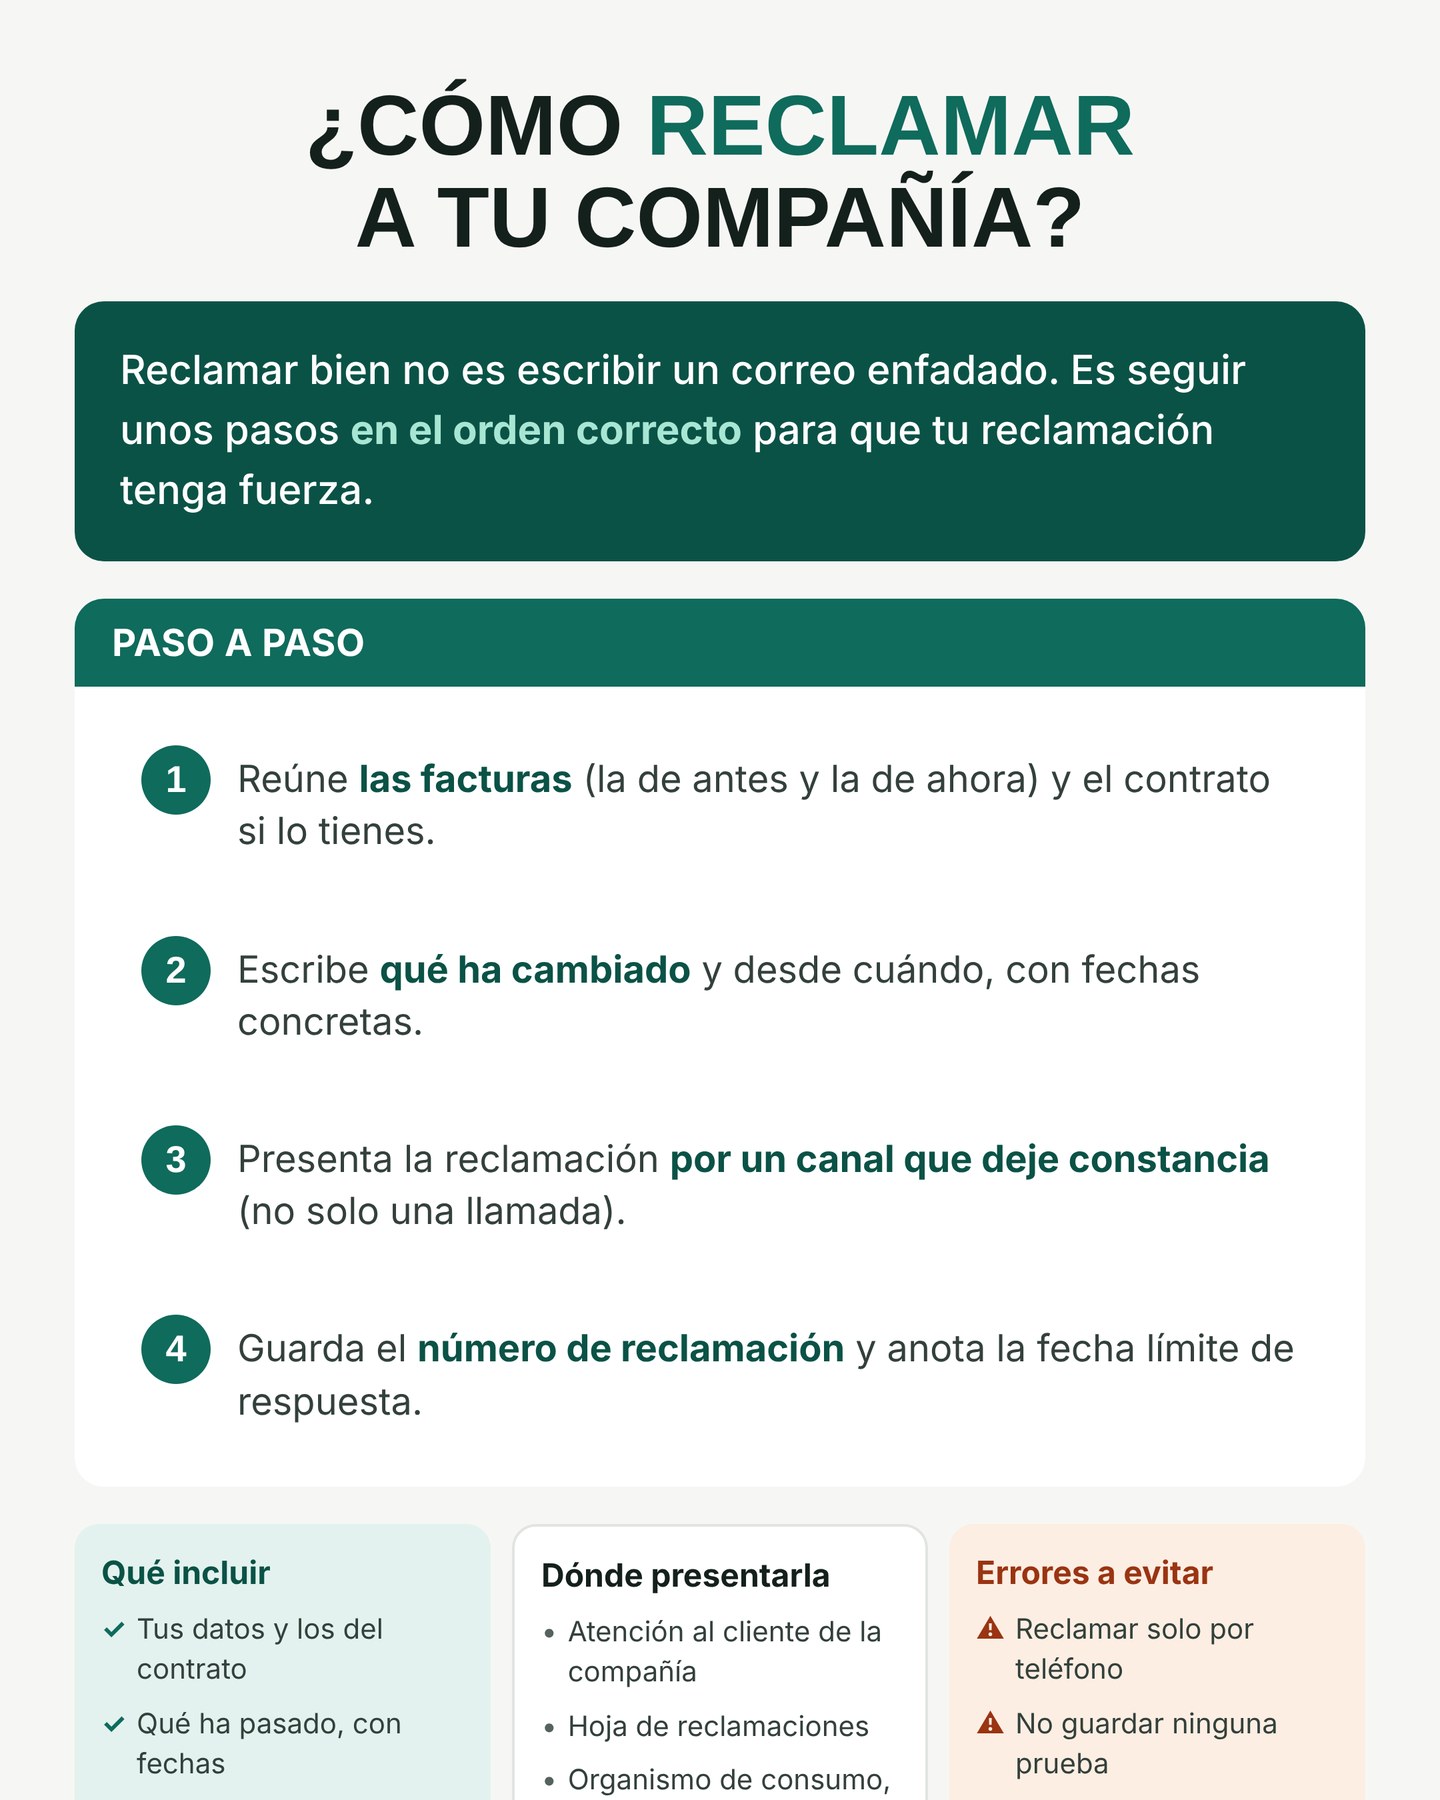 ¿CÓMO RECLAMAR
A TU COMPAÑÍA?
Reclamar bien no es escribir un correo enfadado. Es seguir
unos pasos en el orden correcto para que tu reclamación
tenga fuerza.
PASO A PASO
1 Reúne las facturas (la de antes y la de ahora) y el contrato
si lo tienes.
2 Escribe qué ha cambiado y desde cuándo, con fechas
concretas.
3 Presenta la reclamación por un canal que deje constancia
(no solo una llamada).
4 Guarda el número de reclamación y anota la fecha límite de
respuesta.
Qué incluir
✓ Tus datos y los del
contrato
✓ Qué ha pasado, con
fechas
Dónde presentarla
• Atención al cliente de la
compañía
• Hoja de reclamaciones
• Organismo de consumo,
Errores a evitar
⚠ Reclamar solo por
teléfono
⚠ No guardar ninguna
prueba